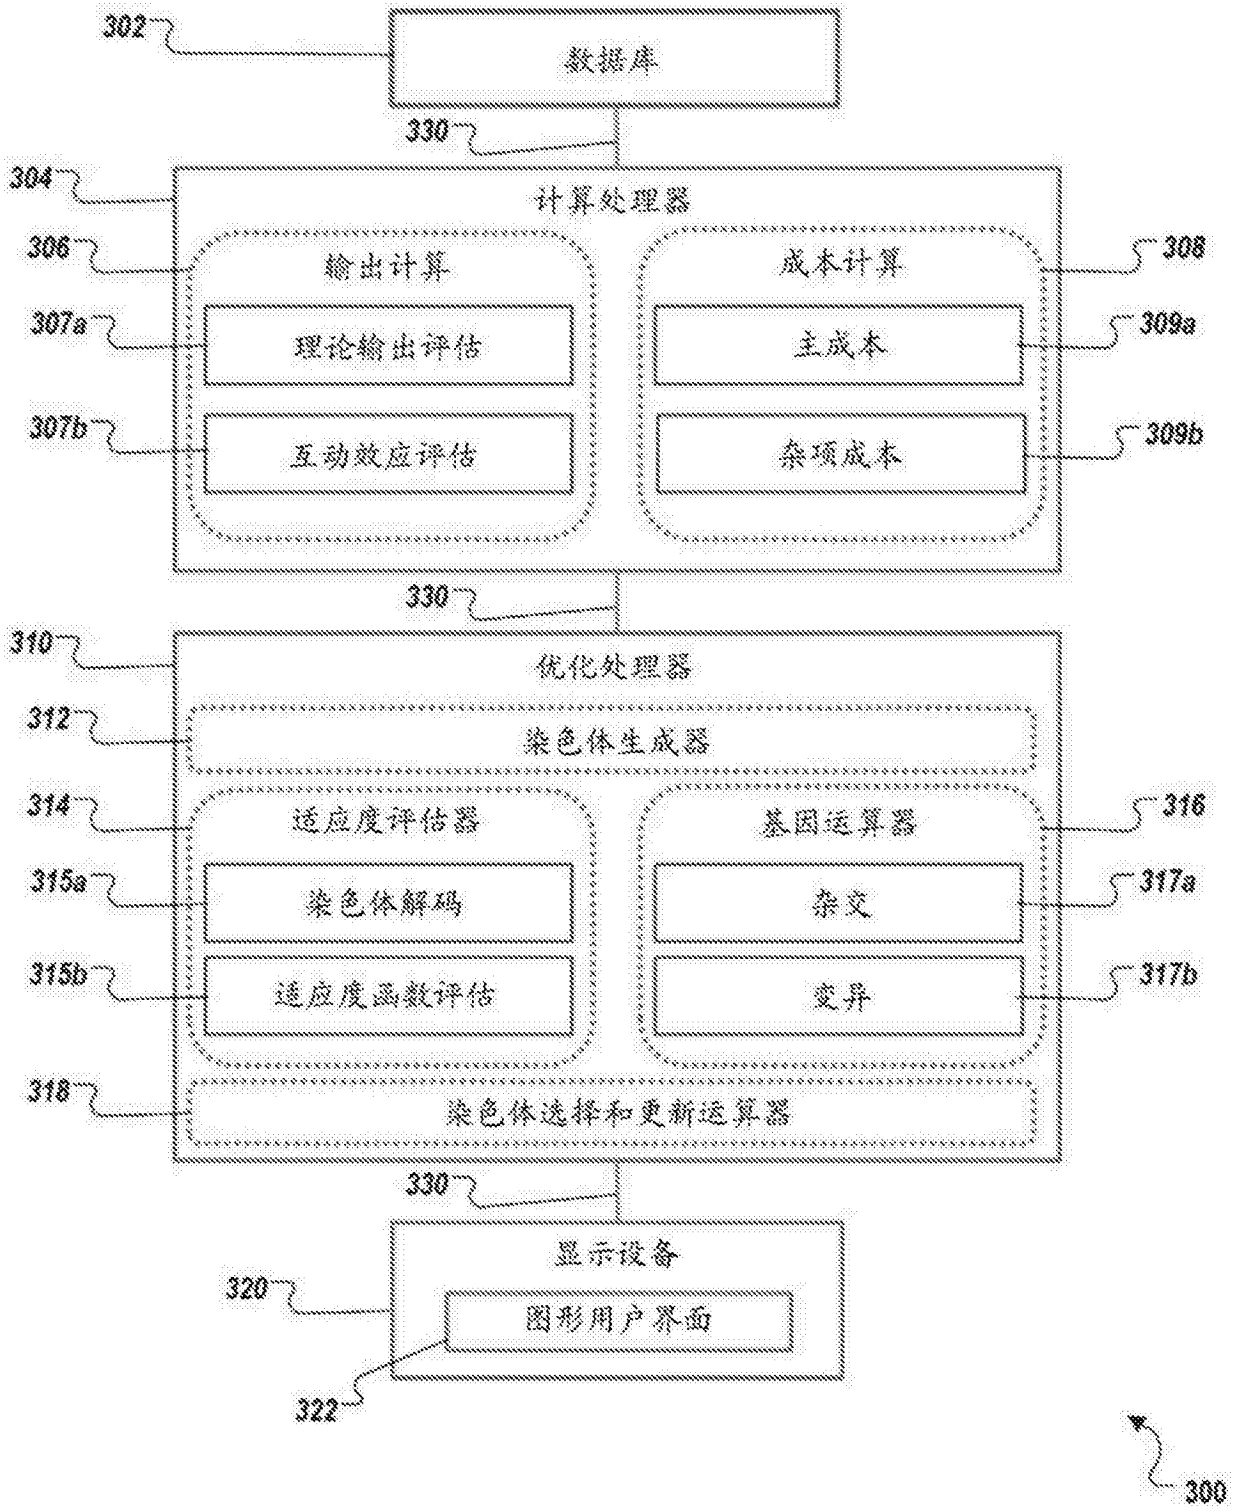 302
数据库
330
304
计算处理器
306
输出计算
成本计算
308
307a
理论输出评估
主成本
309a
307b
互动效应评估
杂项成本
309b
330
310
优化处理器
312
染色体生成器
314
适应度评估器
基因运算器
316
315a
染色体解码
杂交
317a
315b
适应度函数评估
变异
317b
318
染色体选择和更新运算器
330
显示设备
320
图形用户界面
322
300